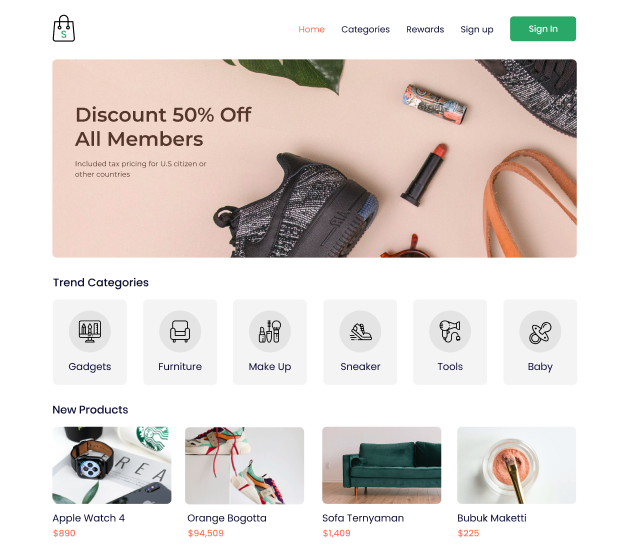 S
Home Categories Rewards Sign up Sign In
Discount 50% Off
All Members
Included tax pricing for U.S citizen or
other countries
Trend Categories
Gadgets Furniture Make Up Sneaker Tools Baby
New Products
R E A
Apple Watch 4 Orange Bogotta Sofa Ternyaman Bubuk Maketti
$890 $94,509 $1,409 $225